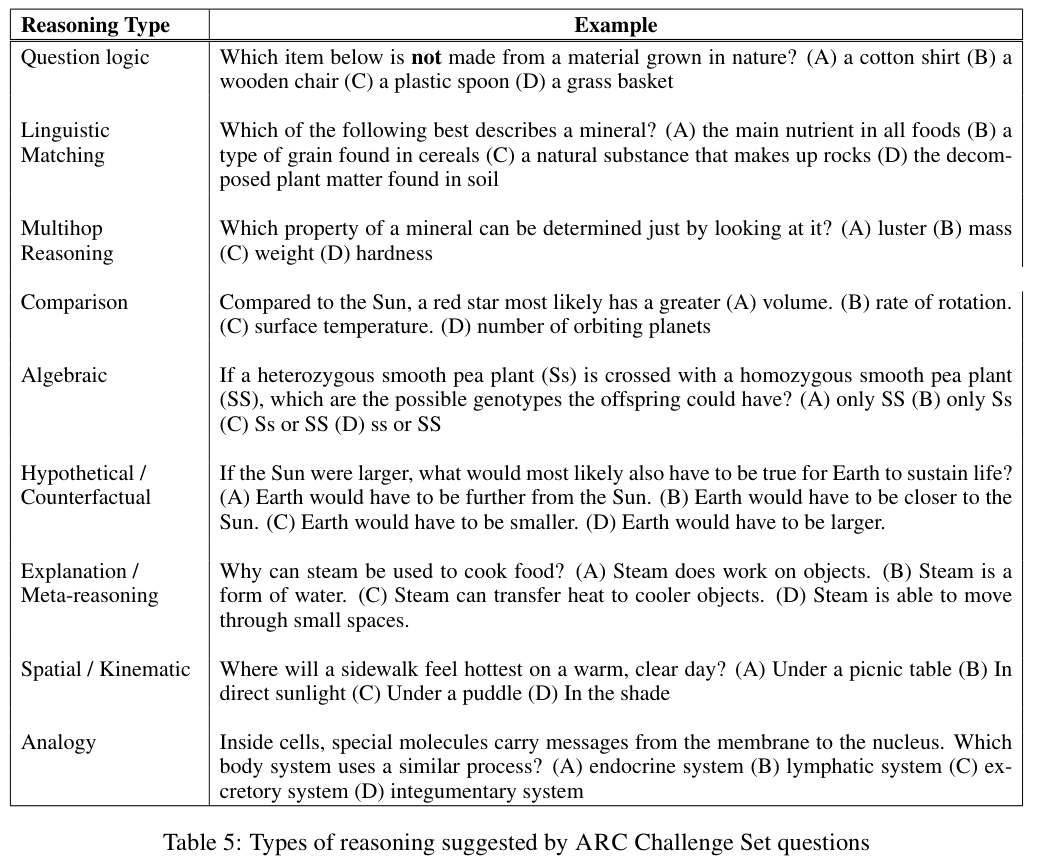 Reasoning Type Example
Question logic Which item below is not made from a material grown in nature? (A) a cotton shirt (B) a
wooden chair (C) a plastic spoon (D) a grass basket
Linguistic Which of the following best describes a mineral? (A) the main nutrient in all foods (B) a
Matching type of grain found in cereals (C) a natural substance that makes up rocks (D) the decom-
posed plant matter found in soil
Multihop Which property of a mineral can be determined just by looking at it? (A) luster (B) mass
Reasoning (C) weight (D) hardness
Comparison Compared to the Sun, a red star most likely has a greater (A) volume. (B) rate of rotation.
(C) surface temperature. (D) number of orbiting planets
Algebraic If a heterozygous smooth pea plant (Ss) is crossed with a homozygous smooth pea plant
(SS), which are the possible genotypes the offspring could have? (A) only SS (B) only Ss
(C) Ss or SS (D) ss or SS
Hypothetical / If the Sun were larger, what would most likely also have to be true for Earth to sustain life?
Counterfactual (A) Earth would have to be further from the Sun. (B) Earth would have to be closer to the
Sun. (C) Earth would have to be smaller. (D) Earth would have to be larger.
Explanation / Why can steam be used to cook food? (A) Steam does work on objects. (B) Steam is a
Meta-reasoning form of water. (C) Steam can transfer heat to cooler objects. (D) Steam is able to move
through small spaces.
Spatial / Kinematic Where will a sidewalk feel hottest on a warm, clear day? (A) Under a picnic table (B) In
direct sunlight (C) Under a puddle (D) In the shade
Analogy Inside cells, special molecules carry messages from the membrane to the nucleus. Which
body system uses a similar process? (A) endocrine system (B) lymphatic system (C) ex-
cretory system (D) integumentary system
Table 5: Types of reasoning suggested by ARC Challenge Set questions